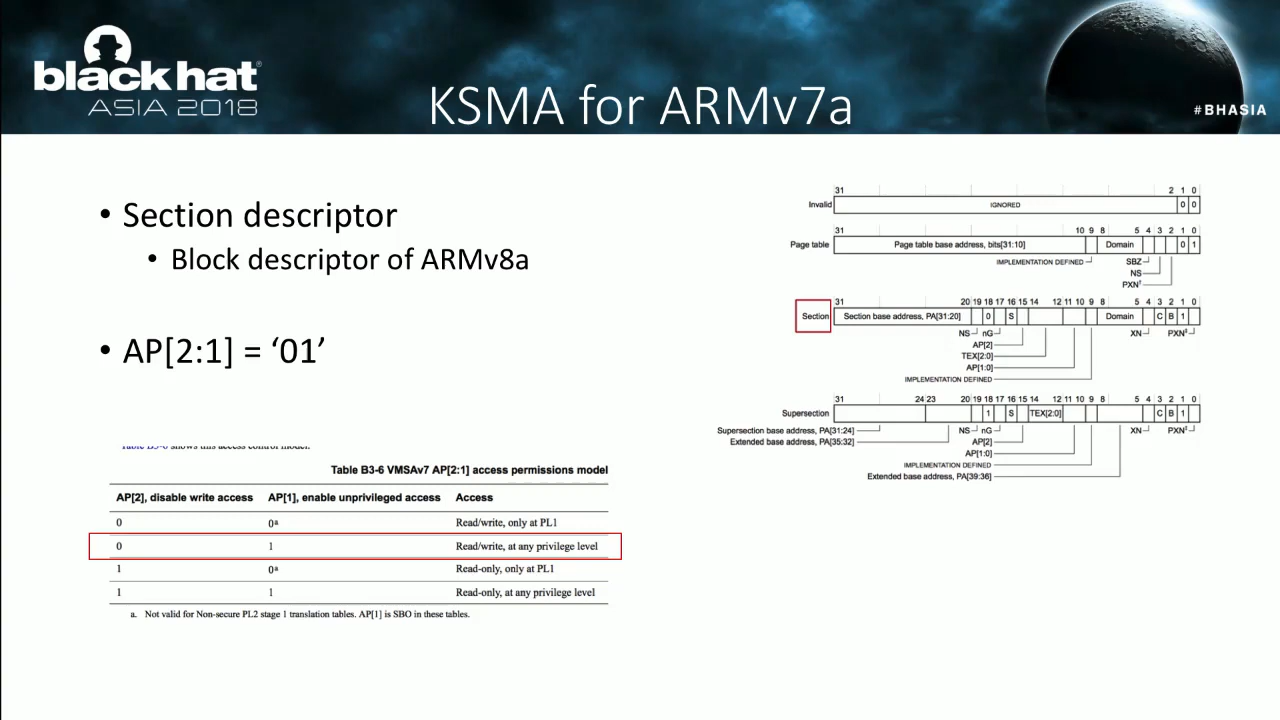 black hat®
ASIA 2018
KSMA for ARMv7a
#BHASIA
• Section descriptor
• Block descriptor of ARMv8a
• AP[2:1] = ‘01’
shows this access control model.
Table B3-6 VMSAv7 AP[2:1] access permissions model
AP[2], disable write access AP[1], enable unprivileged access Access
0 0a Read/write, only at PL1
0 1 Read/write, at any privilege level
1 0a Read-only, only at PL1
1 1 Read-only, at any privilege level
a. Not valid for Non-secure PL2 stage 1 translation tables. AP[1] is SBO in these tables.
31 2 1 0
Invalid IGNORED 0 0
31 10 9 8 5 4 3 2 1 0
Page table Page table base address, bits[31:10] Domain 0 1
IMPLEMENTATION DEFINED SBZ
NS
PXN†
31 20 19 18 17 16 15 14 12 11 10 9 8 5 4 3 2 1 0
Section Section base address, PA[31:20] 0 S Domain C B 1
NS nG XN PXN‡
AP[2]
TEX[2:0]
AP[1:0]
IMPLEMENTATION DEFINED
31 24 23 20 19 18 17 16 15 14 12 11 10 9 8 5 4 3 2 1 0
Supersection 1 S TEX[2:0] C B 1
Supersection base address, PA[31:24] NS nG XN PXN‡
Extended base address, PA[35:32] AP[2]
AP[1:0]
IMPLEMENTATION DEFINED
Extended base address, PA[39:36]